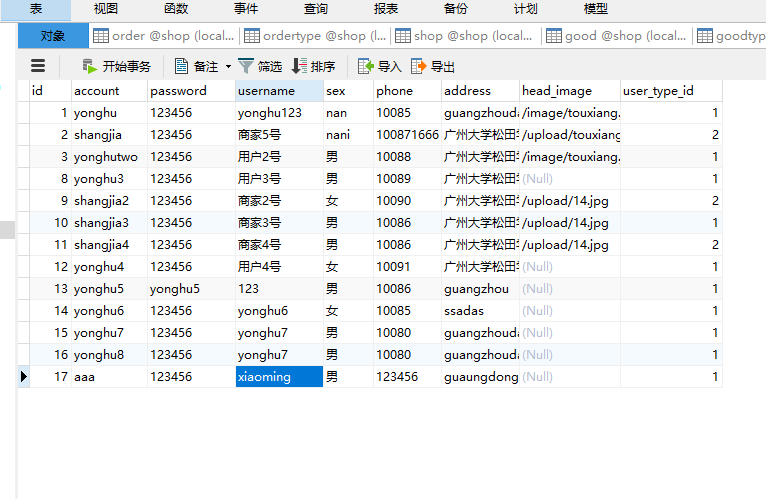 表 视图 函数 事件 查询 报表 备份 计划 模型
对象 order @shop (local... ordertype @shop (l... shop @shop (local... good @shop (local... goodtyp
开始事务 备注 筛选 排序 导入 导出
id account password username sex phone address head_image user_type_id
1 yonghu 123456 yonghu123 nan 10085 guangzhouda /image/touxiang. 1
2 shangjia 123456 商家5号 nani 100871666 广州大学松田 /upload/touxiang 2
3 yonghutwo 123456 用户2号 男 10088 广州大学松田 /image/touxiang. 1
8 yonghu3 123456 用户3号 男 10089 广州大学松田 (Null) 1
9 shangjia2 123456 商家2号 女 10090 广州大学松田 /upload/14.jpg 2
10 shangjia3 123456 商家3号 男 10086 广州大学松田 /upload/14.jpg 1
11 shangjia4 123456 商家4号 男 10086 广州大学松田 /upload/14.jpg 2
12 yonghu4 123456 用户4号 女 10091 广州大学松田 (Null) 1
13 yonghu5 yonghu5 123 男 10086 guangzhou (Null) 1
14 yonghu6 123456 yonghu6 女 10085 ssadas (Null) 1
15 yonghu7 123456 yonghu7 男 10080 guangzhouda (Null) 1
16 yonghu8 123456 yonghu7 男 10080 guangzhouda (Null) 1
17 aaa 123456 xiaoming 男 123456 guaungdong (Null) 1